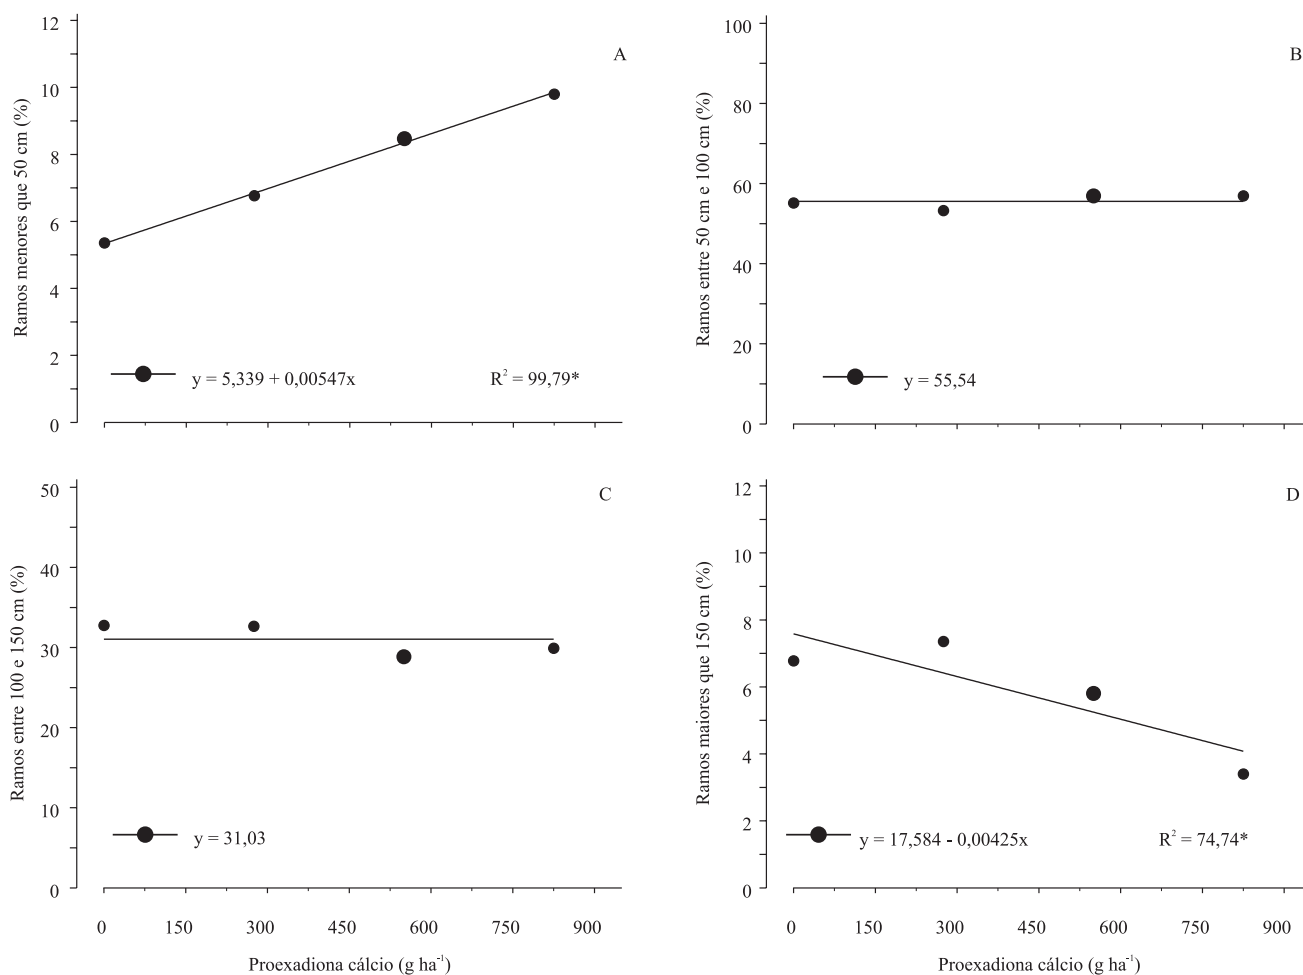 Ramos menores que 50 cm (%)
12
10
8
6
4
2
0
A
y = 5,339 + 0,00547x
R² = 99,79*
Ramos entre 50 cm e 100 cm (%)
100
80
60
40
20
0
B
y = 55,54
Ramos entre 100 e 150 cm (%)
50
40
30
20
10
0
C
y = 31,03
0 150 300 450 600 750 900
Proexadiona cálcio (g ha⁻¹)
Ramos maiores que 150 cm (%)
12
10
8
6
4
2
0
D
y = 17,584 - 0,00425x
R² = 74,74*
0 150 300 450 600 750 900
Proexadiona cálcio (g ha⁻¹)